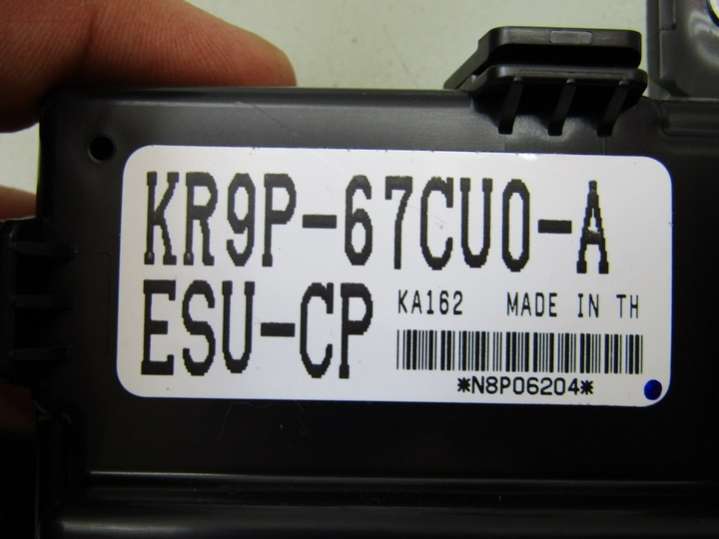 KR9P-67CU0-A
ESU-CP
KA162 MADE IN TH
*N8P06204*